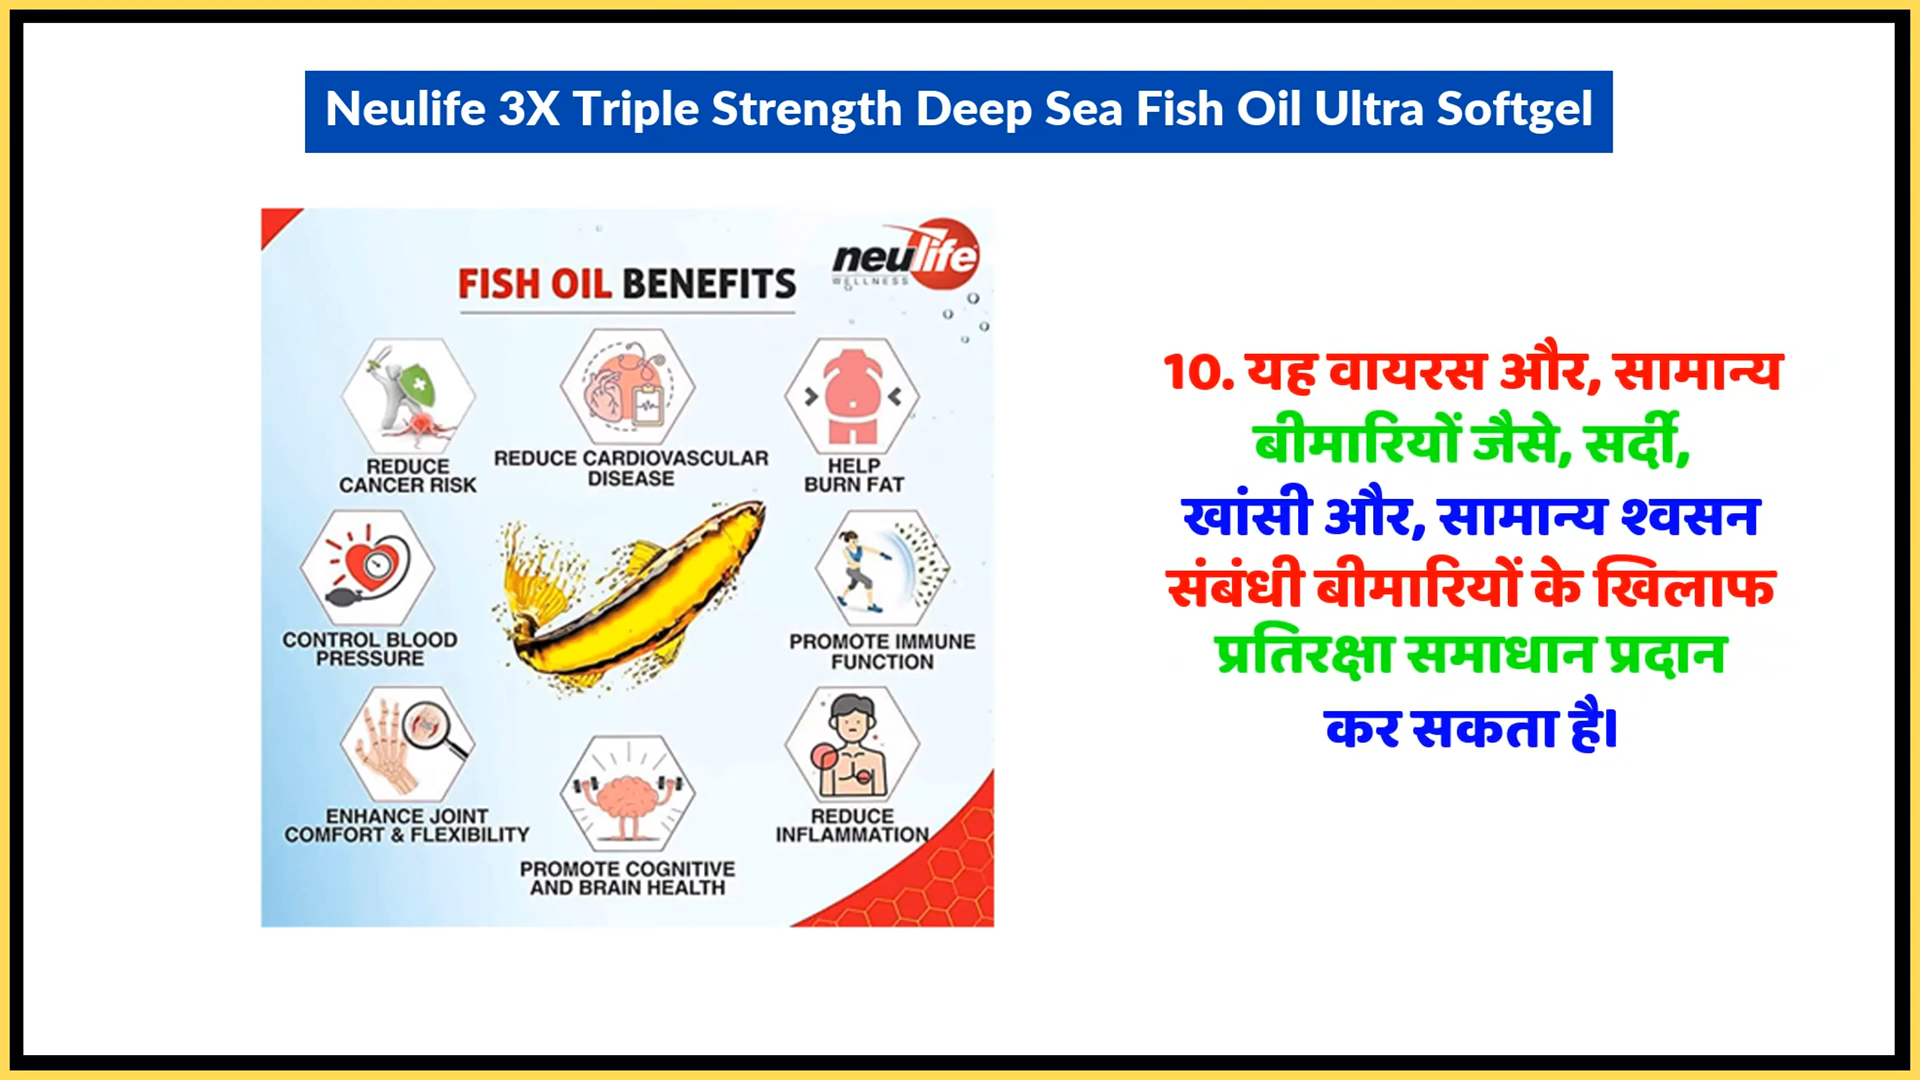 Neulife 3X Triple Strength Deep Sea Fish Oil Ultra Softgel
neulife
WELLNESS
FISH OIL BENEFITS
REDUCE
CANCER RISK
REDUCE CARDIOVASCULAR
DISEASE
HELP
BURN FAT
CONTROL BLOOD
PRESSURE
PROMOTE IMMUNE
FUNCTION
ENHANCE JOINT
COMFORT & FLEXIBILITY
PROMOTE COGNITIVE
AND BRAIN HEALTH
REDUCE
INFLAMMATION
10. यह वायरस और, सामान्य
बीमारियों जैसे, सर्दी,
खांसी और, सामान्य श्वसन
संबंधी बीमारियों के खिलाफ
प्रतिरक्षा समाधान प्रदान
कर सकता है।